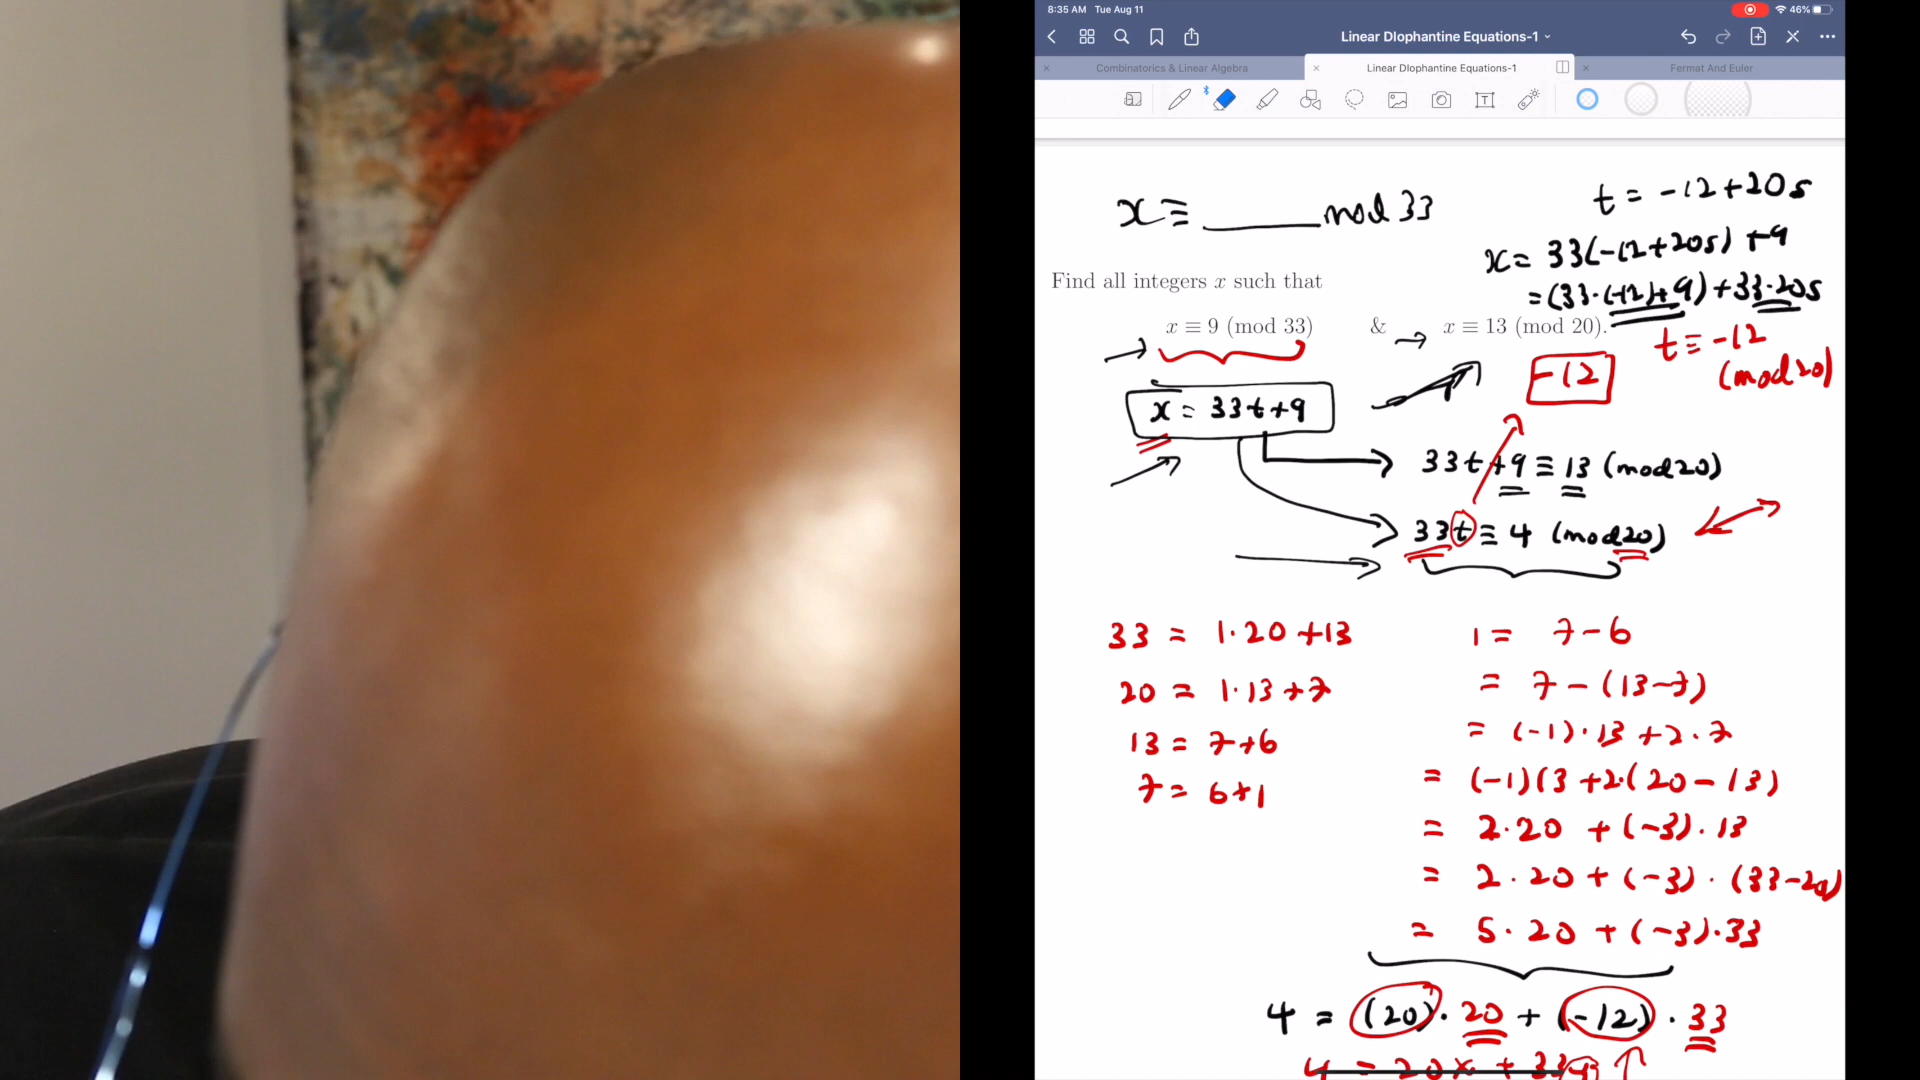 8:35 AM Tue Aug 11
46%
Linear DIophantine Equations-1
Combinatorics & Linear Algebra
Linear DIophantine Equations-1
Fermat And Euler
x ≡ ______ mod 33
t = -12+20s
x = 33(-12+20s) +9
= (33·(-12)+9) + 33·20s
Find all integers x such that
x ≡ 9 (mod 33) & x ≡ 13 (mod 20).
t ≡ -12
(mod 20)
-12
x = 33t+9
33t+9 ≡ 13 (mod20)
33t ≡ 4 (mod20)
33 = 1·20 +13
20 = 1·13 +7
13 = 7+6
7 = 6+1
1 = 7-6
= 7 - (13-7)
= (-1)·13 +2·7
= (-1)13 +2·(20-13)
= 2·20 + (-3)·13
= 2·20 + (-3)·(33-20)
= 5·20 + (-3)·33
4 = (20)·20 + (-12)·33